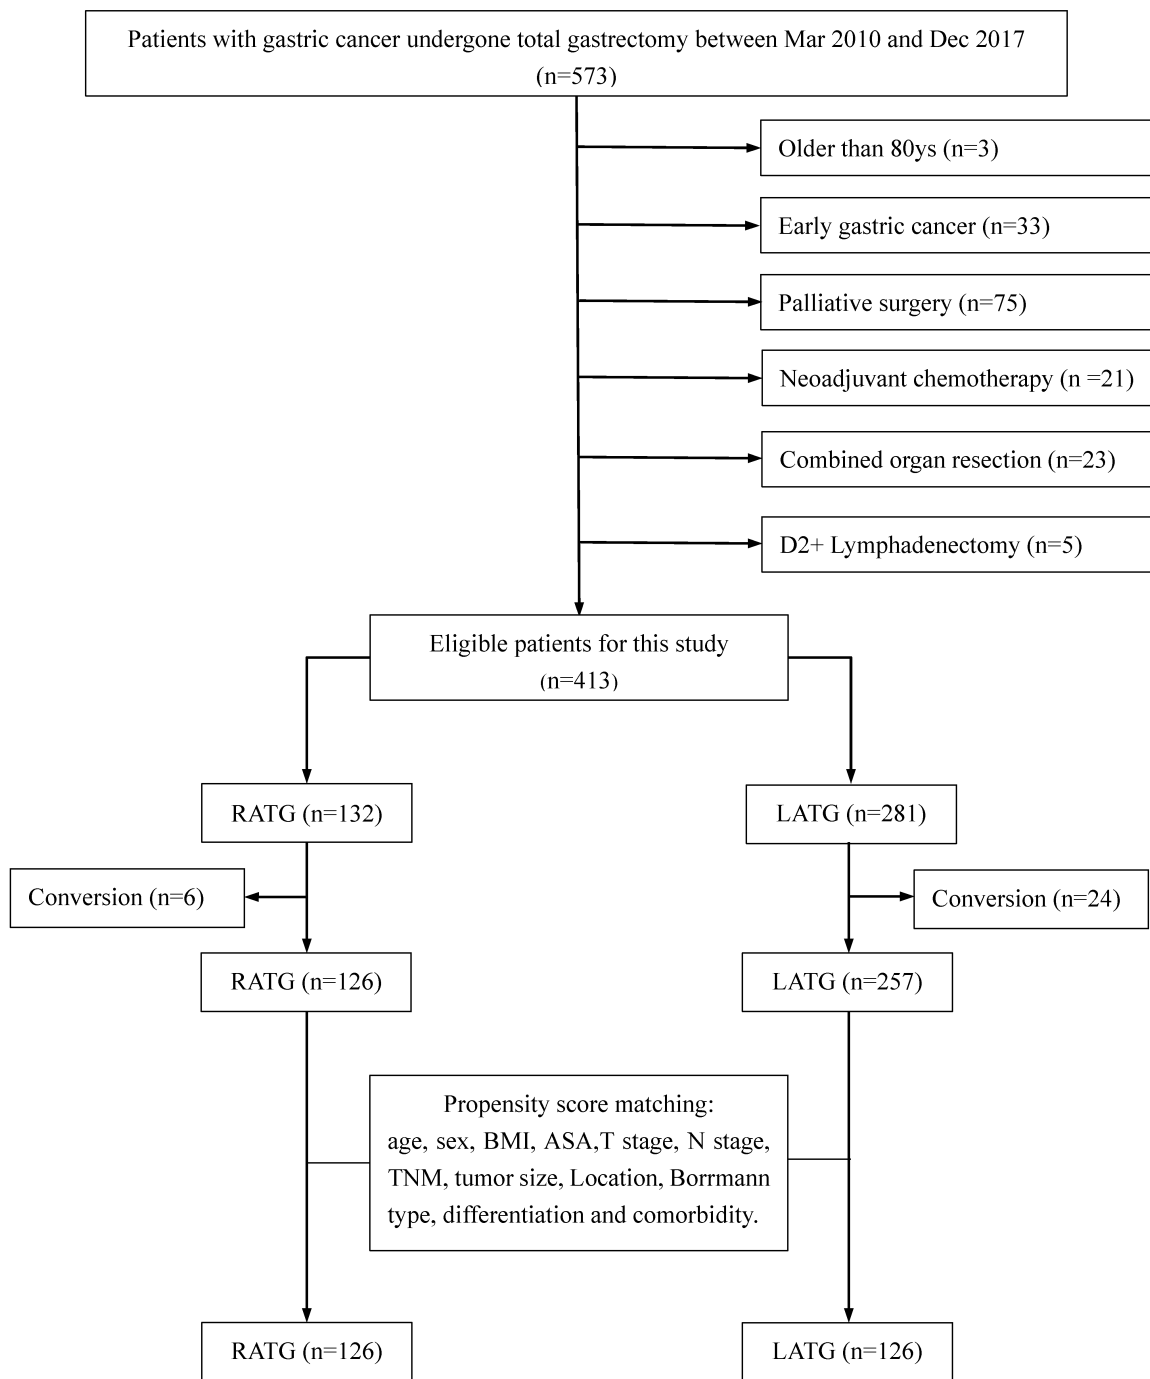 Patients with gastric cancer undergone total gastrectomy between Mar 2010 and Dec 2017
(n=573)
Older than 80ys (n=3)
Early gastric cancer (n=33)
Palliative surgery (n=75)
Neoadjuvant chemotherapy (n =21)
Combined organ resection (n=23)
D2+ Lymphadenectomy (n=5)
Eligible patients for this study
(n=413)
RATG (n=132)
LATG (n=281)
Conversion (n=6)
Conversion (n=24)
RATG (n=126)
LATG (n=257)
Propensity score matching:
age, sex, BMI, ASA,T stage, N stage,
TNM, tumor size, Location, Borrmann
type, differentiation and comorbidity.
RATG (n=126)
LATG (n=126)